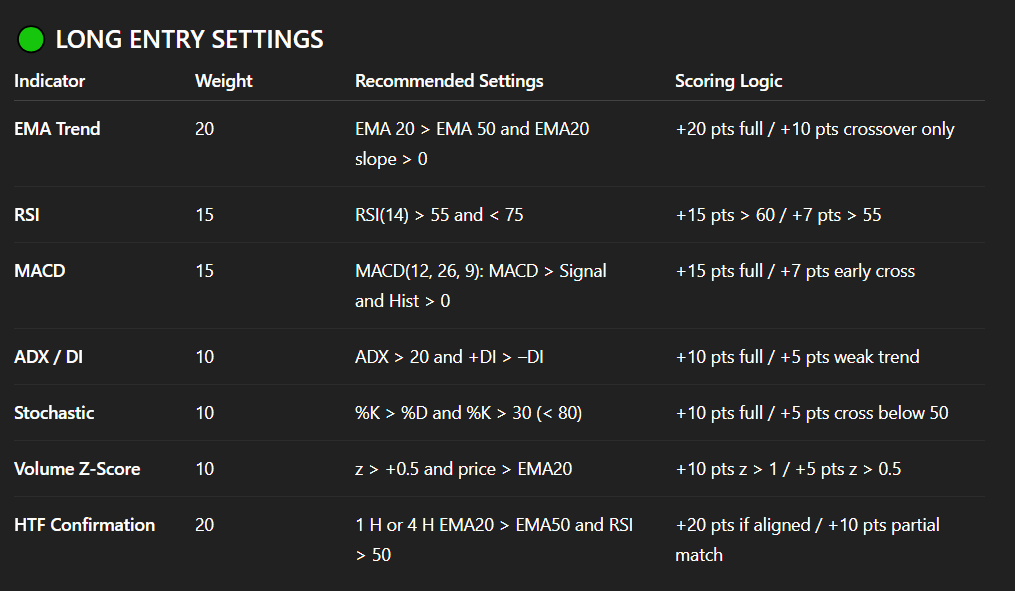 LONG ENTRY SETTINGS
Indicator Weight Recommended Settings Scoring Logic
EMA Trend 20 EMA 20 > EMA 50 and EMA20 +20 pts full / +10 pts crossover only
slope > 0
RSI 15 RSI(14) > 55 and < 75 +15 pts > 60 / +7 pts > 55
MACD 15 MACD(12, 26, 9): MACD > Signal +15 pts full / +7 pts early cross
and Hist > 0
ADX / DI 10 ADX > 20 and +DI > −DI +10 pts full / +5 pts weak trend
Stochastic 10 %K > %D and %K > 30 (< 80) +10 pts full / +5 pts cross below 50
Volume Z-Score 10 z > +0.5 and price > EMA20 +10 pts z > 1 / +5 pts z > 0.5
HTF Confirmation 20 1 H or 4 H EMA20 > EMA50 and RSI +20 pts if aligned / +10 pts partial
> 50 match